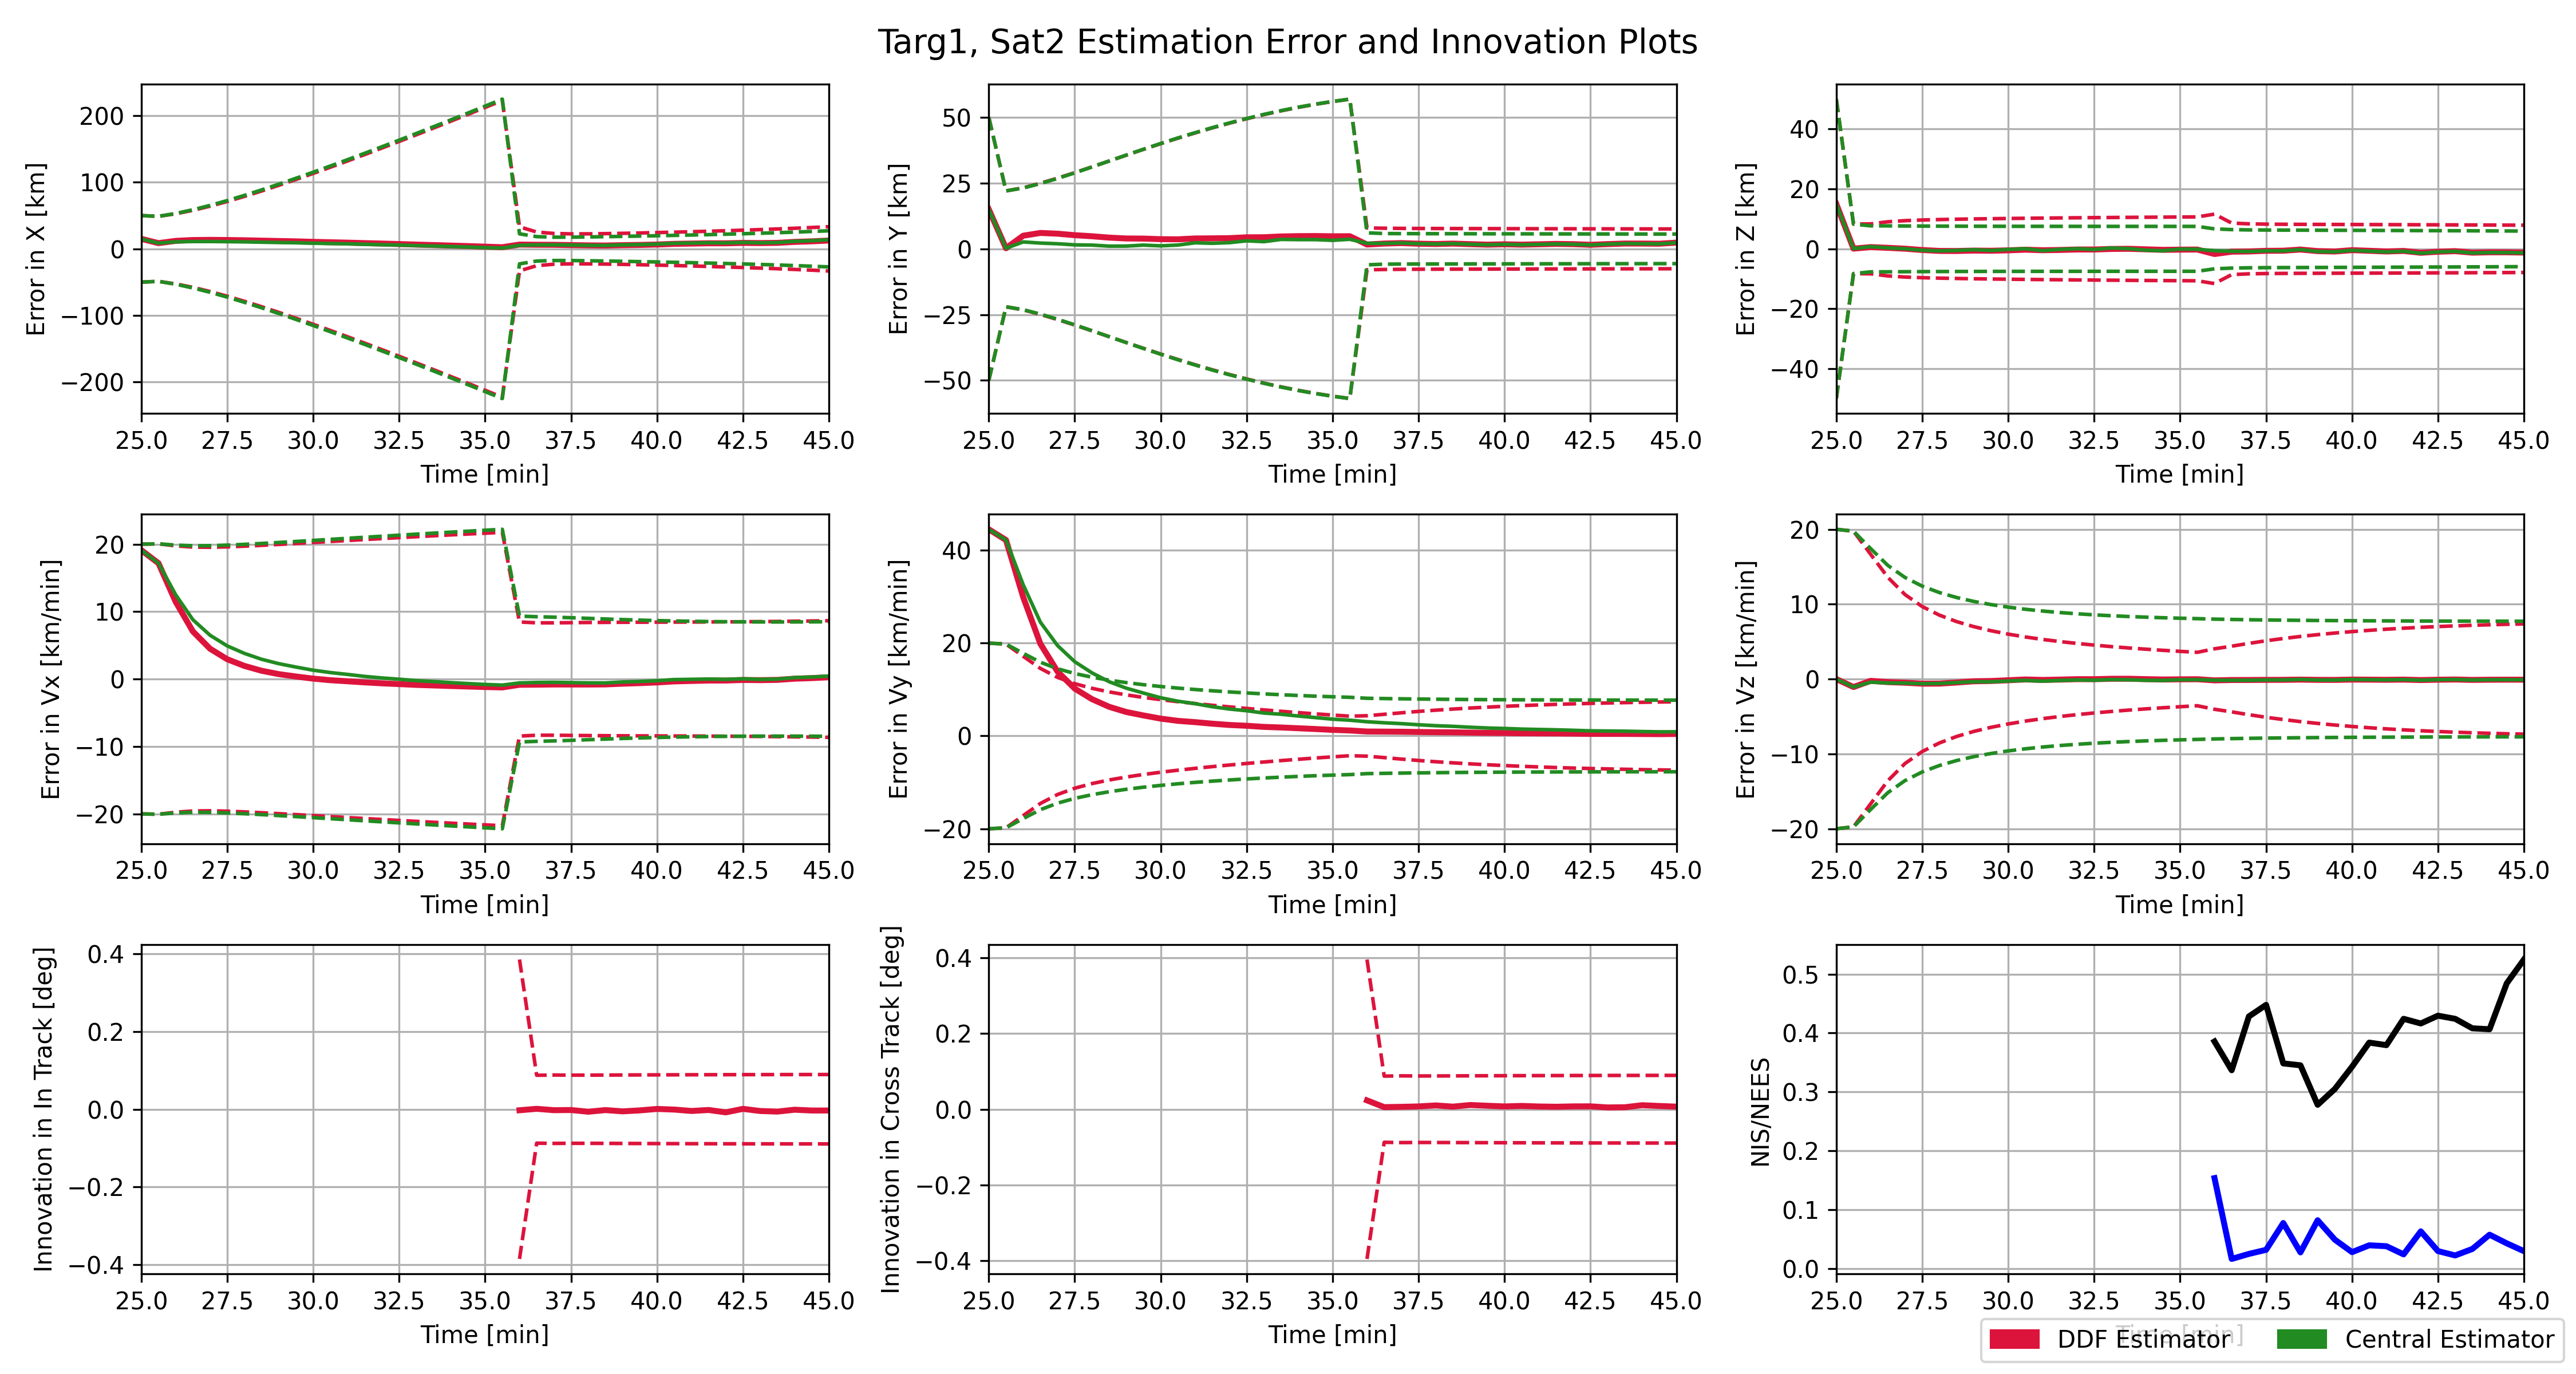 Targ1, Sat2 Estimation Error and Innovation Plots
Error in X [km]
200
100
0
−100
−200
25.0 27.5 30.0 32.5 35.0 37.5 40.0 42.5 45.0
Time [min]
Error in Y [km]
50
25
0
−25
−50
25.0 27.5 30.0 32.5 35.0 37.5 40.0 42.5 45.0
Time [min]
Error in Z [km]
40
20
0
−20
−40
25.0 27.5 30.0 32.5 35.0 37.5 40.0 42.5 45.0
Time [min]
Error in Vx [km/min]
20
10
0
−10
−20
25.0 27.5 30.0 32.5 35.0 37.5 40.0 42.5 45.0
Time [min]
Error in Vy [km/min]
40
20
0
−20
25.0 27.5 30.0 32.5 35.0 37.5 40.0 42.5 45.0
Time [min]
Error in Vz [km/min]
20
10
0
−10
−20
25.0 27.5 30.0 32.5 35.0 37.5 40.0 42.5 45.0
Time [min]
Innovation in In Track [deg]
0.4
0.2
0.0
−0.2
−0.4
25.0 27.5 30.0 32.5 35.0 37.5 40.0 42.5 45.0
Time [min]
Innovation in Cross Track [deg]
0.4
0.2
0.0
−0.2
−0.4
25.0 27.5 30.0 32.5 35.0 37.5 40.0 42.5 45.0
Time [min]
NIS/NEES
0.5
0.4
0.3
0.2
0.1
0.0
25.0 27.5 30.0 32.5 35.0 37.5 40.0 42.5 45.0
Time [min]
DDF Estimator Central Estimator